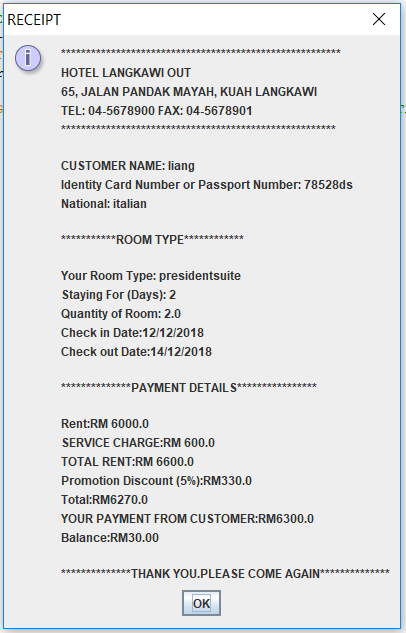 RECEIPT
*******************************************************
HOTEL LANGKAWI OUT
65, JALAN PANDAK MAYAH, KUAH LANGKAWI
TEL: 04-5678900 FAX: 04-5678901
******************************************************
CUSTOMER NAME: liang
Identity Card Number or Passport Number: 78528ds
National: italian
***********ROOM TYPE************
Your Room Type: presidentsuite
Staying For (Days): 2
Quantity of Room: 2.0
Check in Date:12/12/2018
Check out Date:14/12/2018
**************PAYMENT DETAILS****************
Rent:RM 6000.0
SERVICE CHARGE:RM 600.0
TOTAL RENT:RM 6600.0
Promotion Discount (5%):RM330.0
Total:RM6270.0
YOUR PAYMENT FROM CUSTOMER:RM6300.0
Balance:RM30.00
**************THANK YOU.PLEASE COME AGAIN**************
OK